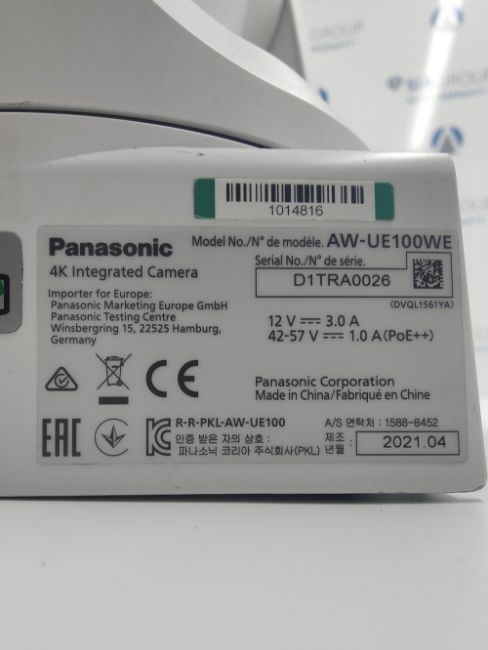 1014816
Panasonic
Model No./N° de modèle. AW-UE100WE
4K Integrated Camera
Serial No./N° de série.
D1TRA0026
(DVQL1561YA)
Importer for Europe:
Panasonic Marketing Europe GmbH
Panasonic Testing Centre
Winsbergring 15, 22525 Hamburg,
Germany
12 V ⎓ 3.0 A
42-57 V ⎓ 1.0 A(PoE++)
CE
Panasonic Corporation
Made in China/Fabriqué en Chine
EAC
R-R-PKL-AW-UE100
인증 받은 자의 상호 :
파나소닉 코리아 주식회사(PKL)
A/S 연락처 : 1588-8452
제조년월 : 2021.04
GROUP
GROUP